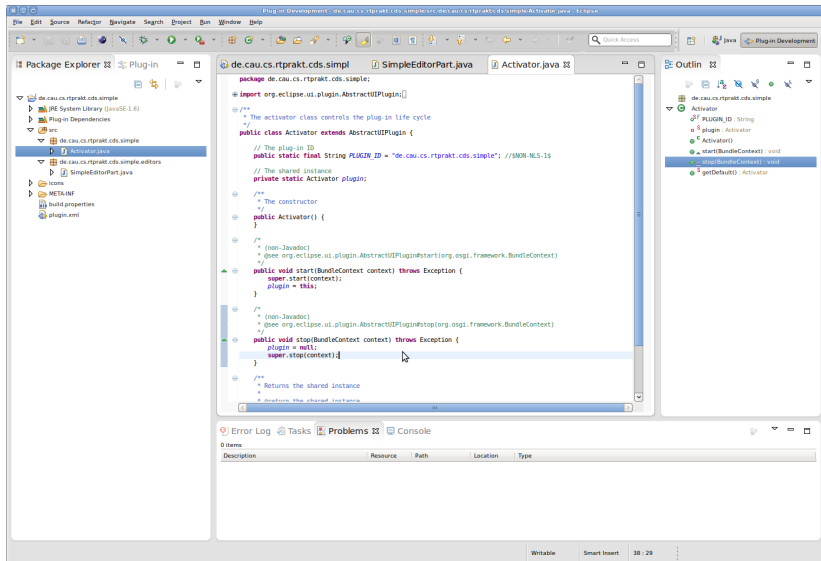 Plug-in Development - de.cau.cs.rtprakt.cds.simple/src/de/cau/cs/rtprakt/cds/simple/Activator.java - Eclipse
File Edit Source Refactor Navigate Search Project Run Window Help
Quick Access
Java
Plug-in Development
Package Explorer
Plug-in
de.cau.cs.rtprakt.cds.simple
JRE System Library [JavaSE-1.6]
Plug-in Dependencies
src
de.cau.cs.rtprakt.cds.simple
Activator.java
de.cau.cs.rtprakt.cds.simple.editors
SimpleEditorPart.java
icons
META-INF
build.properties
plugin.xml
de.cau.cs.rtprakt.cds.simpl
SimpleEditorPart.java
Activator.java
package de.cau.cs.rtprakt.cds.simple;
import org.eclipse.ui.plugin.AbstractUIPlugin;
/**
* The activator class controls the plug-in life cycle
*/
public class Activator extends AbstractUIPlugin {
// The plug-in ID
public static final String PLUGIN_ID = "de.cau.cs.rtprakt.cds.simple"; //$NON-NLS-1$
// The shared instance
private static Activator plugin;
/**
* The constructor
*/
public Activator() {
}
/*
* (non-Javadoc)
* @see org.eclipse.ui.plugin.AbstractUIPlugin#start(org.osgi.framework.BundleContext)
*/
public void start(BundleContext context) throws Exception {
super.start(context);
plugin = this;
}
/*
* (non-Javadoc)
* @see org.eclipse.ui.plugin.AbstractUIPlugin#stop(org.osgi.framework.BundleContext)
*/
public void stop(BundleContext context) throws Exception {
plugin = null;
super.stop(context);
}
/**
* Returns the shared instance
*
* @return the shared instance
Outlin
de.cau.cs.rtprakt.cds.simple
Activator
PLUGIN_ID : String
plugin : Activator
Activator()
start(BundleContext) : void
stop(BundleContext) : void
getDefault() : Activator
Error Log
Tasks
Problems
Console
0 items
Description Resource Path Location Type
Writable Smart Insert 38 : 29